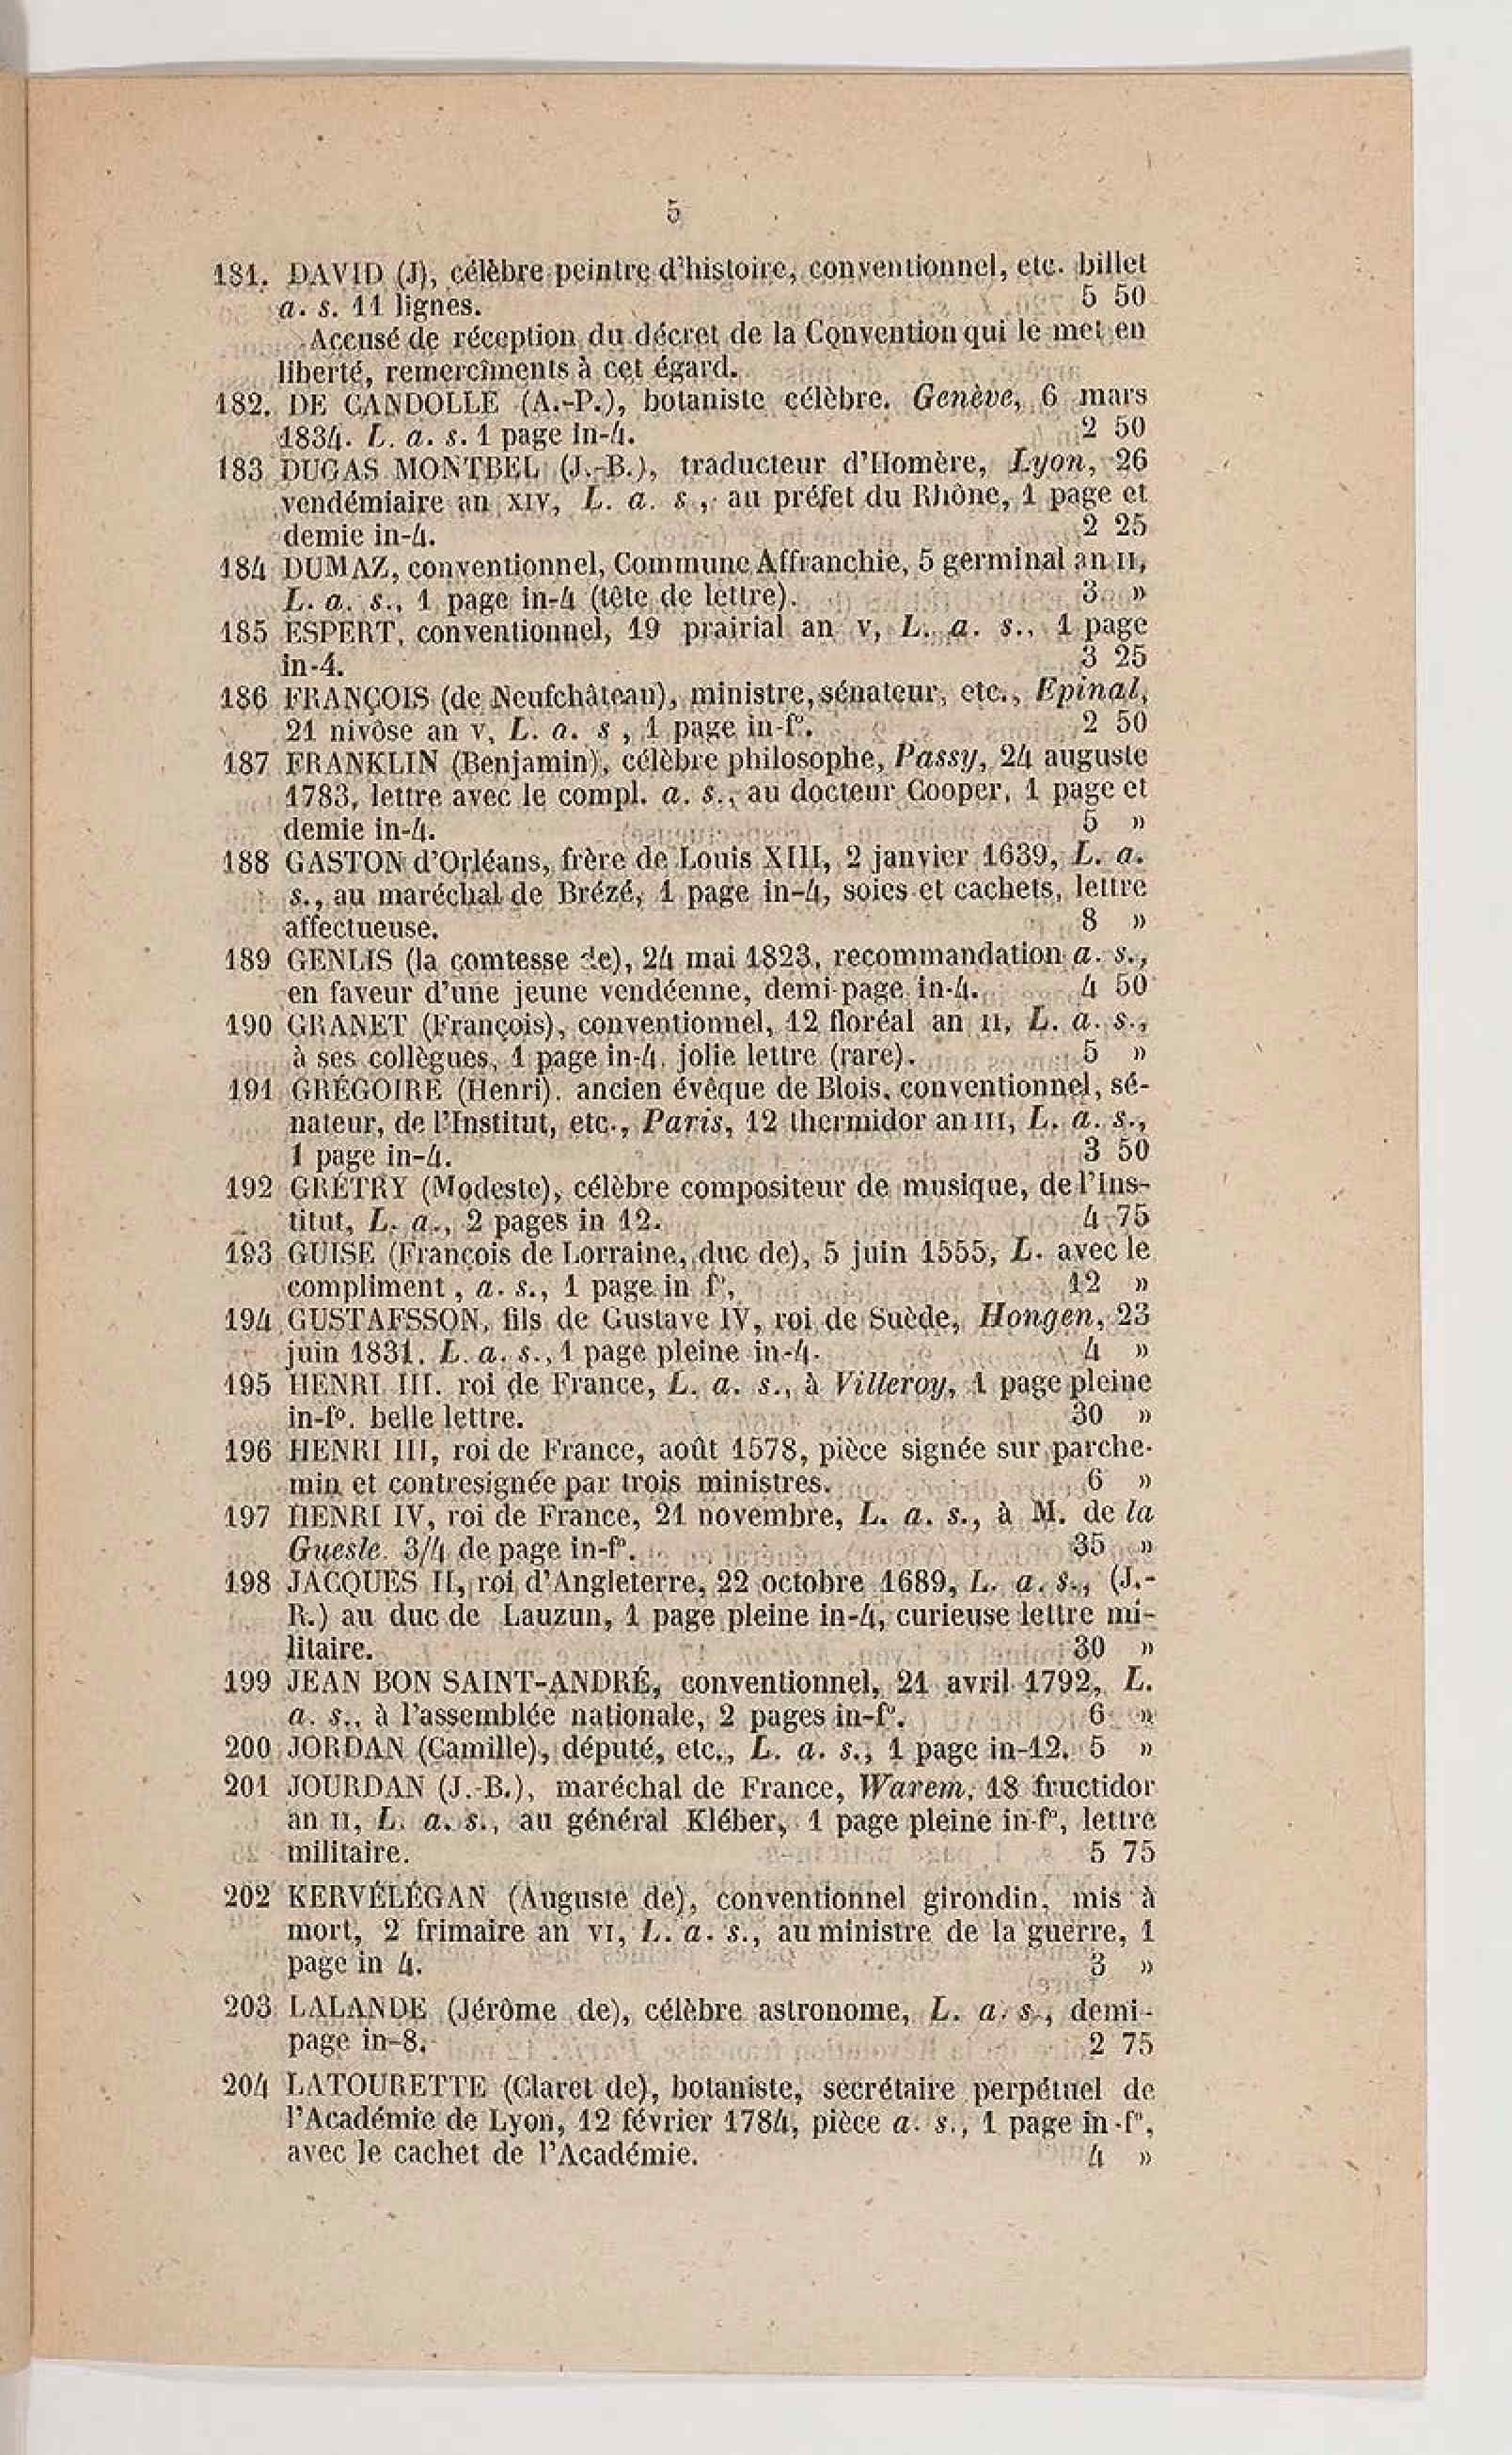 5
181. DAVID (J), célèbre peintre d'histoire, conventionnel, etc. billet
a. s. 11 lignes. 5 50
Accusé de réception du décret de la Convention qui le met en
liberté, remercîments à cet égard.
182. DE CANDOLLE (A.-P.), botaniste célèbre. Genève, 6 mars
1834. L. a. s. 1 page in-4. 2 50
183 DUGAS MONTBEL (J.-B.), traducteur d'Homère, Lyon, 26
vendémiaire an XIV, L. a. s., au préfet du Rhône, 1 page et
demie in-4. 2 25
184 DUMAZ, conventionnel, Commune Affranchie, 5 germinal an II,
L. a. s., 1 page in-4 (tête de lettre). 3 »
185 ESPERT, conventionnel, 19 prairial an V, L. a. s., 1 page
in-4. 3 25
186 FRANÇOIS (de Neufchâteau), ministre, sénateur, etc., Epinal,
21 nivôse an V, L. a. s , 1 page in-f°. 2 50
187 FRANKLIN (Benjamin), célèbre philosophe, Passy, 24 auguste
1783, lettre avec le compl. a. s., au docteur Cooper, 1 page et
demie in-4. 5 »
188 GASTON d'Orléans, frère de Louis XIII, 2 janvier 1639, L. a.
s., au maréchal de Brézé, 1 page in-4, soies et cachets, lettre
affectueuse. 8 »
189 GENLIS (la comtesse de), 24 mai 1823, recommandation a. s.,
en faveur d'une jeune vendéenne, demi-page in-4. 4 50
190 GRANET (François), conventionnel, 12 floréal an II, L. a. s.,
à ses collègues, 1 page in-4. jolie lettre (rare). 5 »
191 GRÉGOIRE (Henri). ancien évêque de Blois, conventionnel, sé-
nateur, de l'Institut, etc., Paris, 12 thermidor an III, L. a. s.,
1 page in-4. 3 50
192 GRÉTRY (Modeste), célèbre compositeur de musique, de l'Ins-
titut, L. a., 2 pages in 12. 4 75
193 GUISE (François de Lorraine, duc de), 5 juin 1555, L. avec le
compliment, a. s., 1 page in f°. 12 »
194 GUSTAFSSON, fils de Gustave IV, roi de Suède, Hongen, 23
juin 1831. L. a. s., 1 page pleine in-4. 4 »
195 HENRI III. roi de France, L. a. s., à Villeroy, 1 page pleine
in-f°. belle lettre. 30 »
196 HENRI III, roi de France, août 1578, pièce signée sur parche-
min et contresignée par trois ministres. 6 »
197 HENRI IV, roi de France, 21 novembre, L. a. s., à M. de la
Guesle. 3/4 de page in-f°. 35 »
198 JACQUES II, roi d'Angleterre, 22 octobre 1689, L. a. s., (J.-
R.) au duc de Lauzun, 1 page pleine in-4, curieuse lettre mi-
litaire. 30 »
199 JEAN BON SAINT-ANDRÉ, conventionnel, 21 avril 1792, L.
a. s., à l'assemblée nationale, 2 pages in-f°. 6 »
200 JORDAN (Camille), député, etc., L. a. s., 1 page in-12. 5 »
201 JOURDAN (J.-B.), maréchal de France, Warem, 18 fructidor
an II, L. a. s., au général Kléber, 1 page pleine in-f°, lettre
militaire. 5 75
202 KERVÉLÉGAN (Auguste de), conventionnel girondin, mis à
mort, 2 frimaire an VI, L. a. s., au ministre de la guerre, 1
page in 4. 3 »
203 LALANDE (Jérôme de), célèbre astronome, L. a. s., demi-
page in-8. 2 75
204 LATOURETTE (Claret de), botaniste, secrétaire perpétuel de
l'Académie de Lyon, 12 février 1784, pièce a. s., 1 page in-f°,
avec le cachet de l'Académie. 4 »